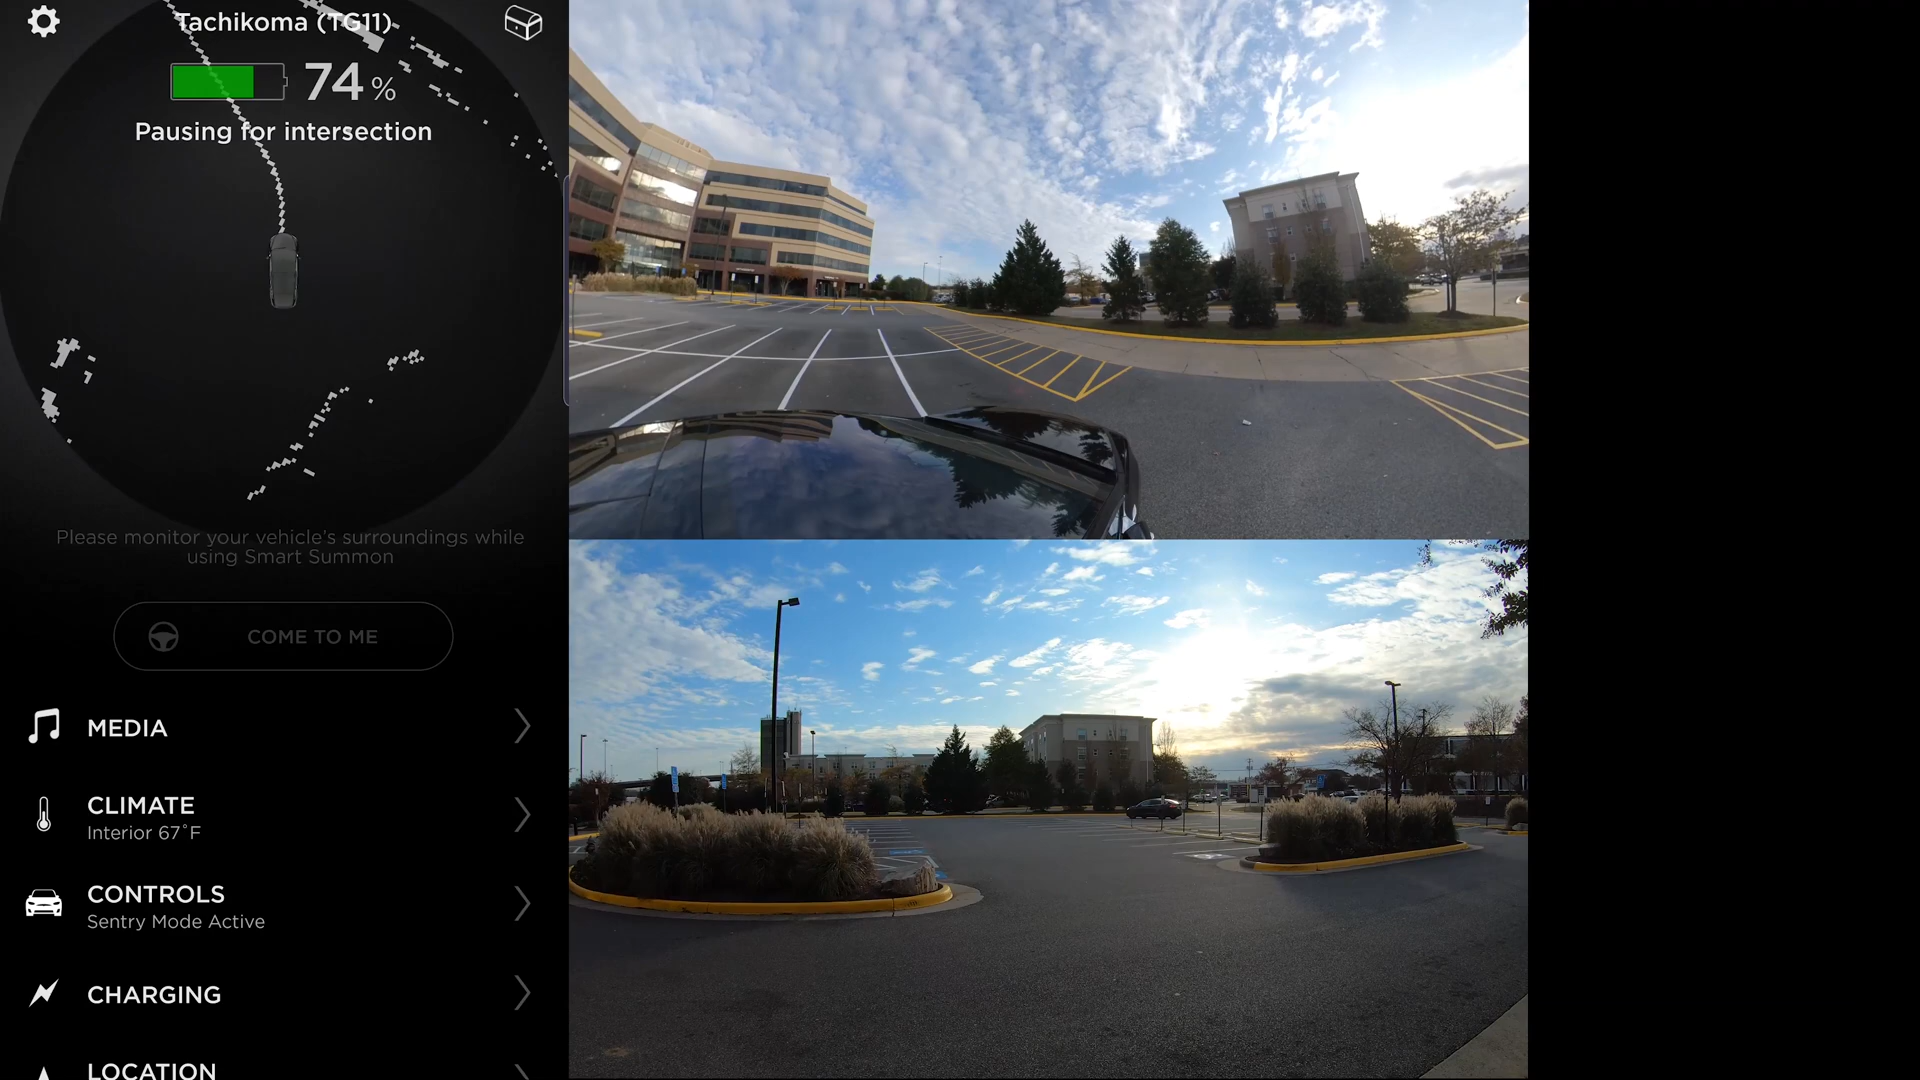 Tachikoma (TG11)
74 %
Pausing for intersection
Please monitor your vehicle's surroundings while
using Smart Summon
COME TO ME
MEDIA
CLIMATE
Interior 67°F
CONTROLS
Sentry Mode Active
CHARGING
LOCATION